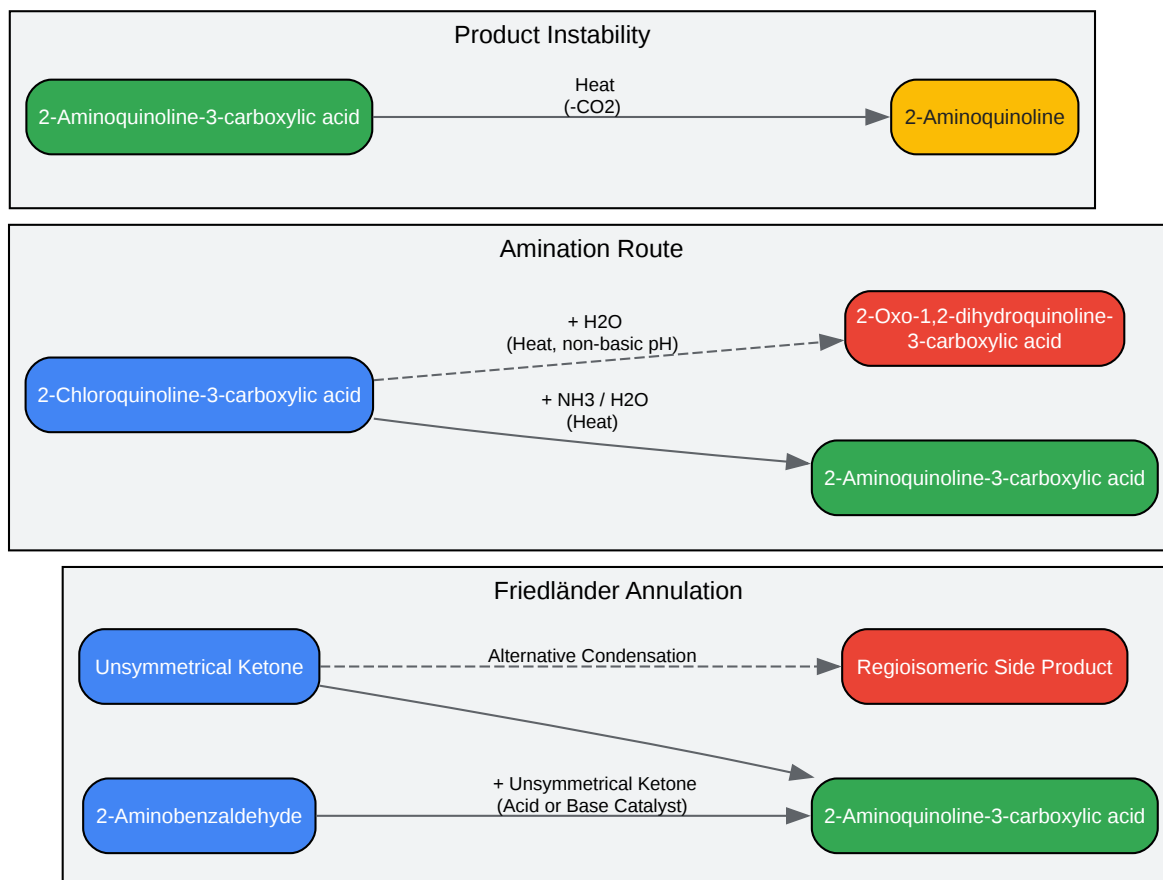 Product Instability
2-Aminoquinoline-3-carboxylic acid
Heat
(-CO2)
2-Aminoquinoline
Amination Route
2-Chloroquinoline-3-carboxylic acid
+ H2O
(Heat, non-basic pH)
2-Oxo-1,2-dihydroquinoline-
3-carboxylic acid
+ NH3 / H2O
(Heat)
2-Aminoquinoline-3-carboxylic acid
Friedländer Annulation
Unsymmetrical Ketone
Alternative Condensation
Regioisomeric Side Product
2-Aminobenzaldehyde
+ Unsymmetrical Ketone
(Acid or Base Catalyst)
2-Aminoquinoline-3-carboxylic acid